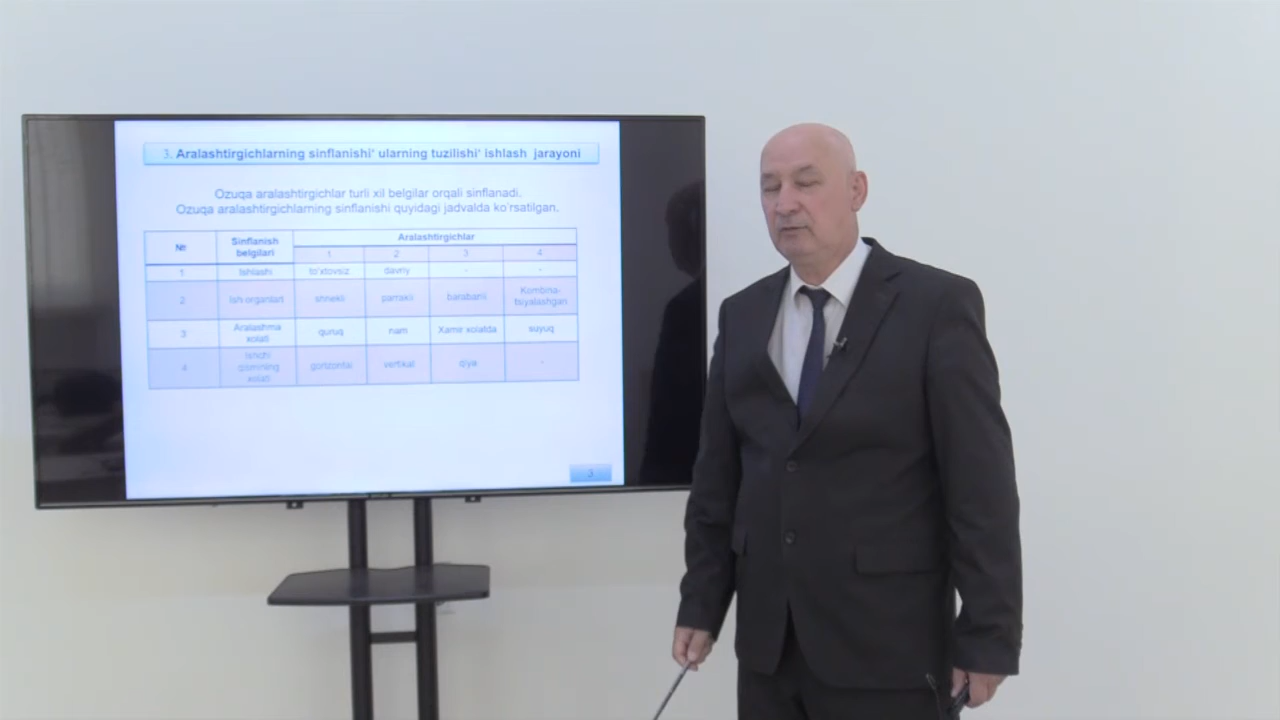 3. Aralashtirgichlarning sinflanishi' ularning tuzilishi' ishlash jarayoni
Ozuqa aralashtirgichlar turli xil belgilar orqali sinflanadi.
Ozuqa aralashtirgichlarning sinflanishi quyidagi jadvalda ko'rsatilgan.
№ Sinflanish belgilari Aralashtirgichlar
1 2 3 4
1 Ishlashi to'xtovsiz davriy - -
2 Ish organlari shnekli parrakli barabanli Kombina-
tsiyalashgan
3 Aralashma
xolati quruq nam Xamir xolatda suyuq
4 Ishchi
qismining
xolati gorizontal vertikal qiya -
3